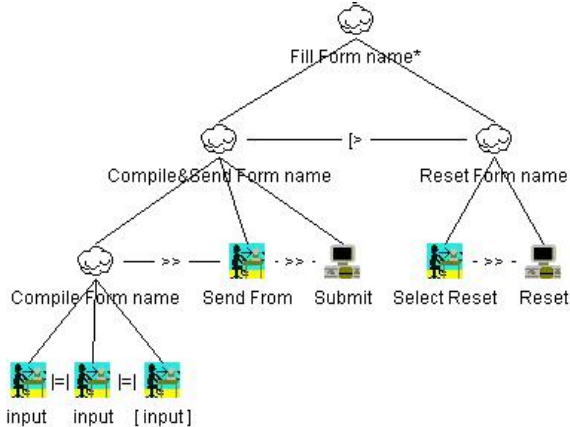 Fill Form name*
[>
Compile&Send Form name
Reset Form name
>>
>>
>>
Compile Form name
Send From
Submit
Select Reset
Reset
|=|
|=|
input
input
[ input ]